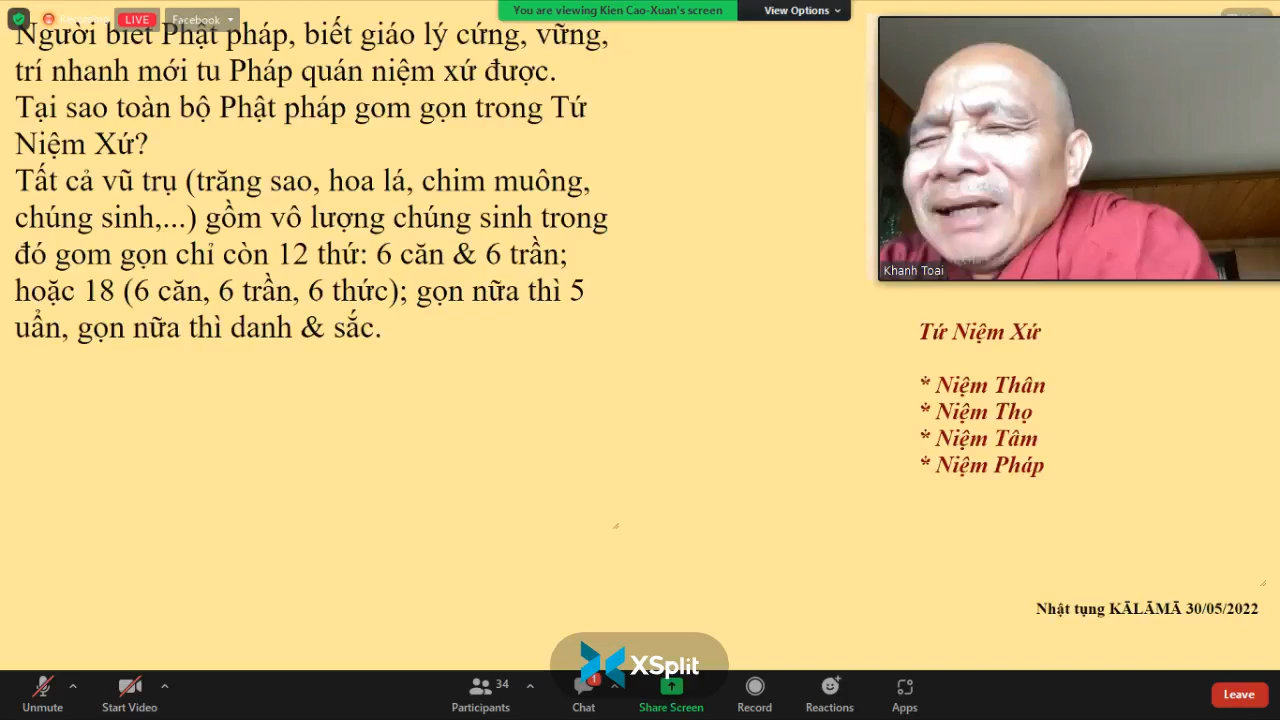 You are viewing Kien Cao-Xuan's screen
View Options
Recording
LIVE
Facebook
Người biết Phật pháp, biết giáo lý cứng, vững,
trí nhanh mới tu Pháp quán niệm xứ được.
Tại sao toàn bộ Phật pháp gom gọn trong Tứ
Niệm Xứ?
Tất cả vũ trụ (trăng sao, hoa lá, chim muông,
chúng sinh,...) gồm vô lượng chúng sinh trong
đó gom gọn chỉ còn 12 thứ: 6 căn & 6 trần;
hoặc 18 (6 căn, 6 trần, 6 thức); gọn nữa thì 5
uẩn, gọn nữa thì danh & sắc.
Khanh Toai
Tứ Niệm Xứ
* Niệm Thân
* Niệm Thọ
* Niệm Tâm
* Niệm Pháp
Nhật tụng KĀLĀMĀ 30/05/2022
XSplit
34
1
Unmute
Start Video
Participants
Chat
Share Screen
Record
Reactions
Apps
Leave